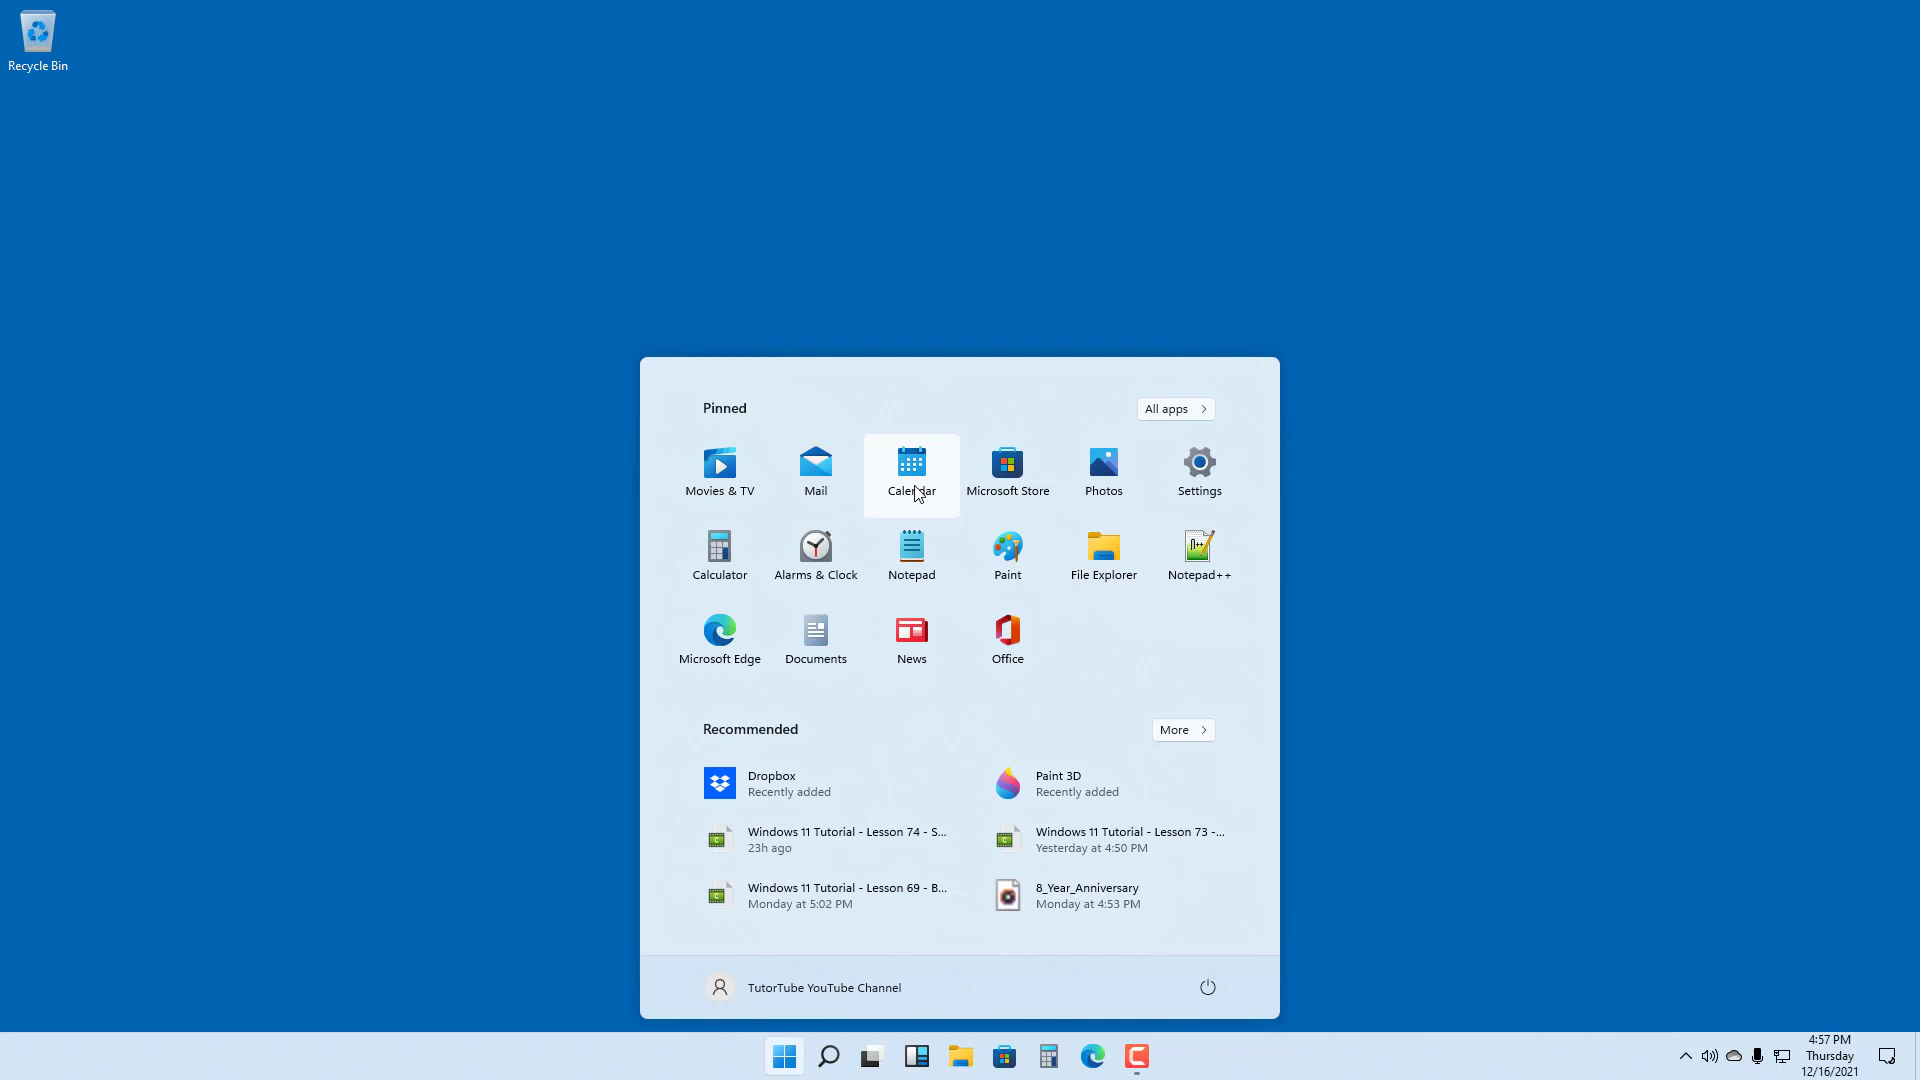 Recycle Bin
Pinned
All apps
Movies & TV
Mail
Calendar
Microsoft Store
Photos
Settings
Calculator
Alarms & Clock
Notepad
Paint
File Explorer
Notepad++
Microsoft Edge
Documents
News
Office
Recommended
More
Dropbox
Recently added
Paint 3D
Recently added
Windows 11 Tutorial - Lesson 74 - S...
23h ago
Windows 11 Tutorial - Lesson 73 -...
Yesterday at 4:50 PM
Windows 11 Tutorial - Lesson 69 - B...
Monday at 5:02 PM
8_Year_Anniversary
Monday at 4:53 PM
TutorTube YouTube Channel
4:57 PM
Thursday
12/16/2021